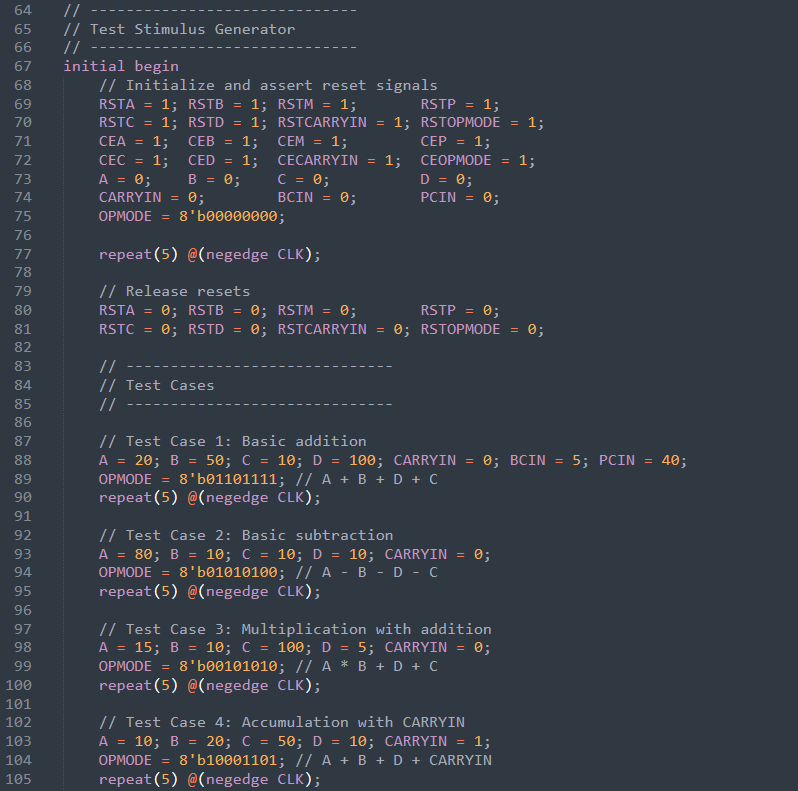 64 // ------------------------------
65 // Test Stimulus Generator
66 // ------------------------------
67 initial begin
68 // Initialize and assert reset signals
69 RSTA = 1; RSTB = 1; RSTM = 1; RSTP = 1;
70 RSTC = 1; RSTD = 1; RSTCARRYIN = 1; RSTOPMODE = 1;
71 CEA = 1; CEB = 1; CEM = 1; CEP = 1;
72 CEC = 1; CED = 1; CECARRYIN = 1; CEOPMODE = 1;
73 A = 0; B = 0; C = 0; D = 0;
74 CARRYIN = 0; BCIN = 0; PCIN = 0;
75 OPMODE = 8'b00000000;
76
77 repeat(5) @(negedge CLK);
78
79 // Release resets
80 RSTA = 0; RSTB = 0; RSTM = 0; RSTP = 0;
81 RSTC = 0; RSTD = 0; RSTCARRYIN = 0; RSTOPMODE = 0;
82
83 // ------------------------------
84 // Test Cases
85 // ------------------------------
86
87 // Test Case 1: Basic addition
88 A = 20; B = 50; C = 10; D = 100; CARRYIN = 0; BCIN = 5; PCIN = 40;
89 OPMODE = 8'b01101111; // A + B + D + C
90 repeat(5) @(negedge CLK);
91
92 // Test Case 2: Basic subtraction
93 A = 80; B = 10; C = 10; D = 10; CARRYIN = 0;
94 OPMODE = 8'b01010100; // A - B - D - C
95 repeat(5) @(negedge CLK);
96
97 // Test Case 3: Multiplication with addition
98 A = 15; B = 10; C = 100; D = 5; CARRYIN = 0;
99 OPMODE = 8'b00101010; // A * B + D + C
100 repeat(5) @(negedge CLK);
101
102 // Test Case 4: Accumulation with CARRYIN
103 A = 10; B = 20; C = 50; D = 10; CARRYIN = 1;
104 OPMODE = 8'b10001101; // A + B + D + CARRYIN
105 repeat(5) @(negedge CLK);